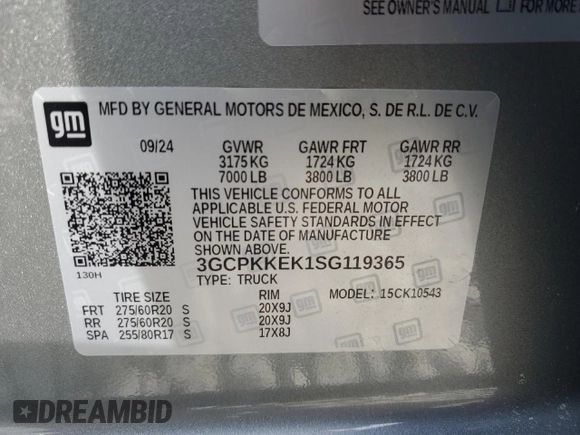 SEE OWNER'S MANUAL FOR MORE
gm
MFD BY GENERAL MOTORS DE MEXICO, S. DE R.L. DE C.V.
09/24 GVWR GAWR FRT GAWR RR
3175 KG 1724 KG 1724 KG
7000 LB 3800 LB 3800 LB
THIS VEHICLE CONFORMS TO ALL
APPLICABLE U.S. FEDERAL MOTOR
VEHICLE SAFETY STANDARDS IN EFFECT
ON THE DATE OF MANUFACTURE
SHOWN ABOVE.
130H
3GCPKKEK1SG119365
TYPE: TRUCK MODEL: 15CK10543
TIRE SIZE RIM
FRT 275/60R20 S 20X9J
RR 275/60R20 S 20X9J
SPA 255/80R17 S 17X8J
DREAMBID